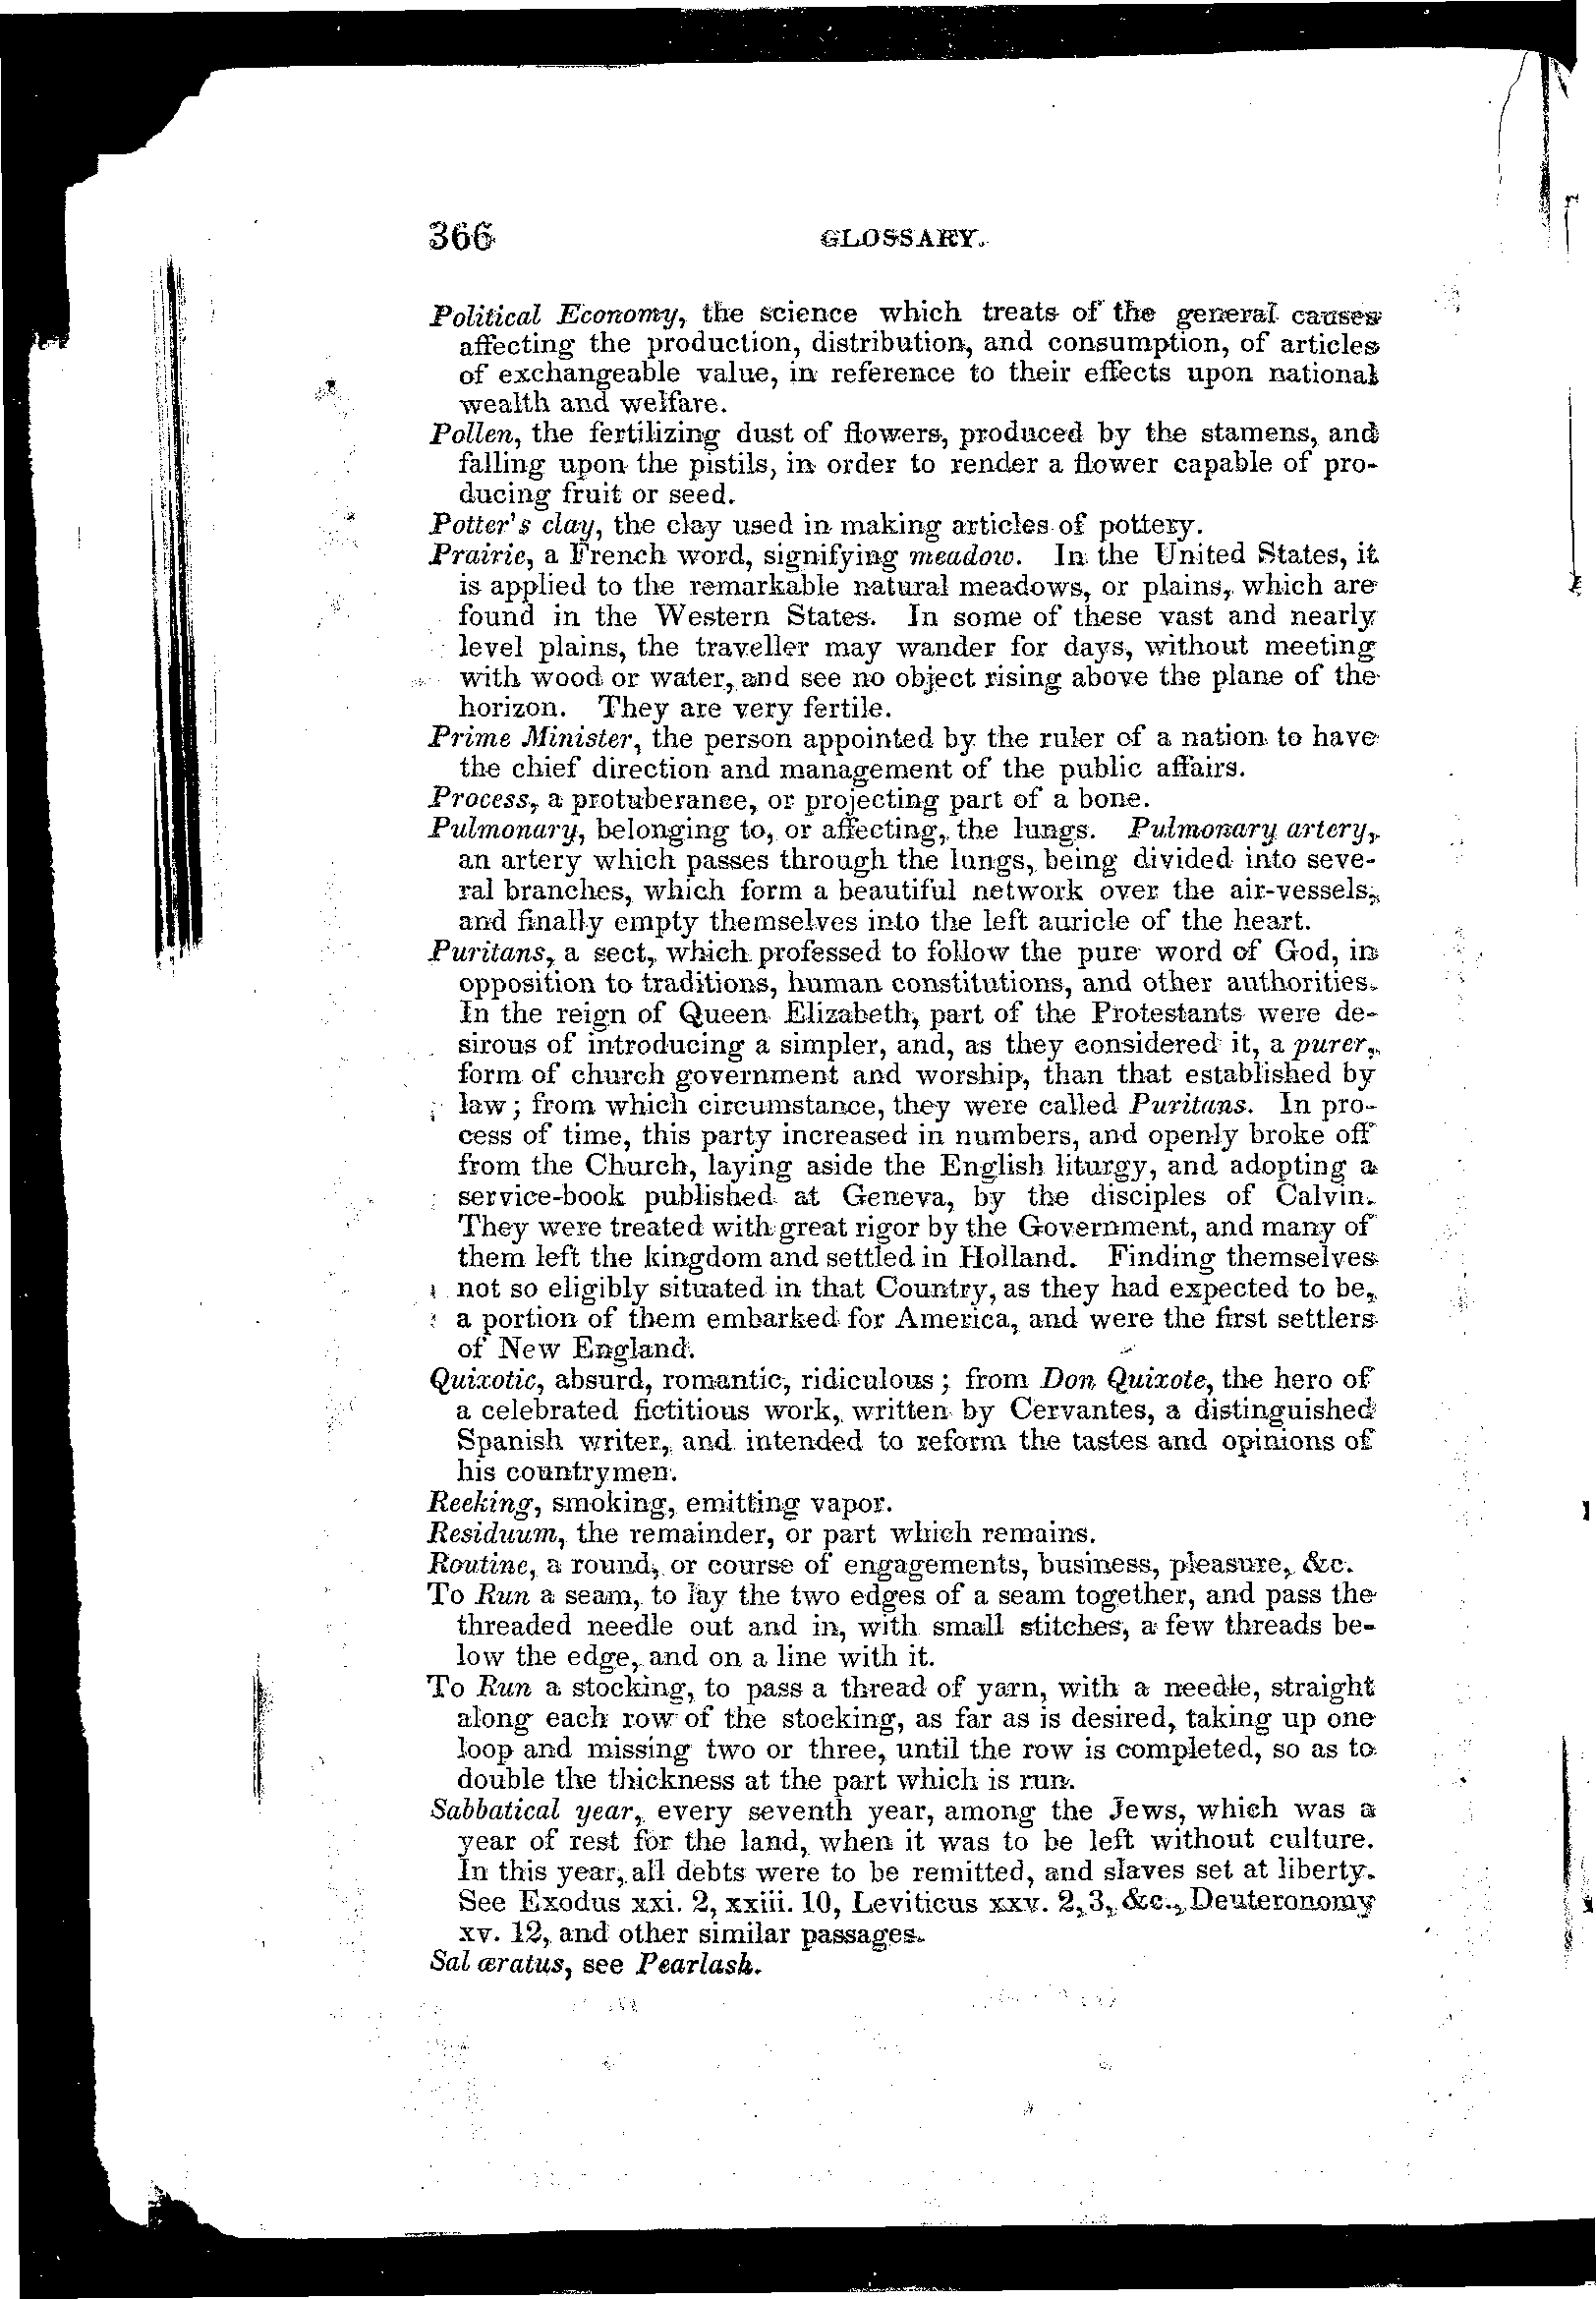 366 GLOSSARY.
Political Economy, the science which treats of the general causes
affecting the production, distribution, and consumption, of articles
of exchangeable value, in reference to their effects upon national
wealth and welfare.
Pollen, the fertilizing dust of flowers, produced by the stamens, and
falling upon the pistils, in order to render a flower capable of pro-
ducing fruit or seed.
Potter's clay, the clay used in making articles of pottery.
Prairie, a French word, signifying meadow. In the United States, it
is applied to the remarkable natural meadows, or plains, which are
found in the Western States. In some of these vast and nearly
level plains, the traveller may wander for days, without meeting
with wood or water, and see no object rising above the plane of the
horizon. They are very fertile.
Prime Minister, the person appointed by the ruler of a nation to have
the chief direction and management of the public affairs.
Process, a protuberance, or projecting part of a bone.
Pulmonary, belonging to, or affecting, the lungs. Pulmonary artery,
an artery which passes through the lungs, being divided into seve-
ral branches, which form a beautiful network over the air-vessels,
and finally empty themselves into the left auricle of the heart.
Puritans, a sect, which professed to follow the pure word of God, in
opposition to traditions, human constitutions, and other authorities.
In the reign of Queen Elizabeth, part of the Protestants were de-
sirous of introducing a simpler, and, as they considered it, a purer,
form of church government and worship, than that established by
law; from which circumstance, they were called Puritans. In pro-
cess of time, this party increased in numbers, and openly broke off
from the Church, laying aside the English liturgy, and adopting a
service-book published at Geneva, by the disciples of Calvin.
They were treated with great rigor by the Government, and many of
them left the kingdom and settled in Holland. Finding themselves
not so eligibly situated in that Country, as they had expected to be,
a portion of them embarked for America, and were the first settlers
of New England.
Quixotic, absurd, romantic, ridiculous; from Don Quixote, the hero of
a celebrated fictitious work, written by Cervantes, a distinguished
Spanish writer, and intended to reform the tastes and opinions of
his countrymen.
Reeking, smoking, emitting vapor.
Residuum, the remainder, or part which remains.
Routine, a round, or course of engagements, business, pleasure, &c.
To Run a seam, to lay the two edges of a seam together, and pass the
threaded needle out and in, with small stitches, a few threads be-
low the edge, and on a line with it.
To Run a stocking, to pass a thread of yarn, with a needle, straight
along each row of the stocking, as far as is desired, taking up one
loop and missing two or three, until the row is completed, so as to
double the thickness at the part which is run.
Sabbatical year, every seventh year, among the Jews, which was a
year of rest for the land, when it was to be left without culture.
In this year, all debts were to be remitted, and slaves set at liberty.
See Exodus xxi. 2, xxiii. 10, Leviticus xxv. 2, 3, &c., Deuteronomy
xv. 12, and other similar passages.
Sal æratus, see Pearlash.